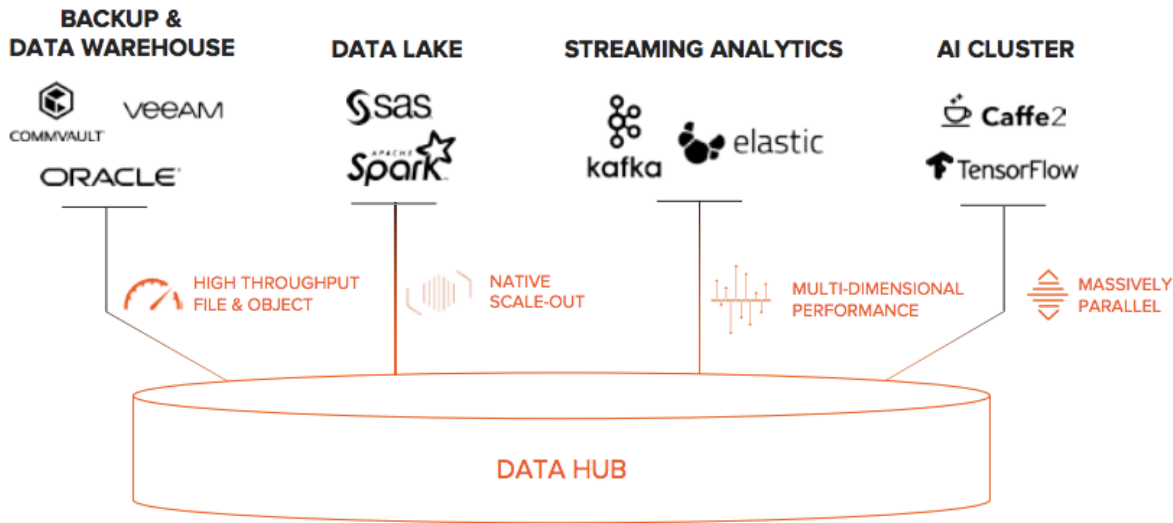 BACKUP &
DATA WAREHOUSE
DATA LAKE
STREAMING ANALYTICS
AI CLUSTER
COMMVAULT
veeAM
ORACLE
sas
APACHE
Spark
kafka
elastic
Caffe2
TensorFlow
HIGH THROUGHPUT
FILE & OBJECT
NATIVE
SCALE-OUT
MULTI-DIMENSIONAL
PERFORMANCE
MASSIVELY
PARALLEL
DATA HUB